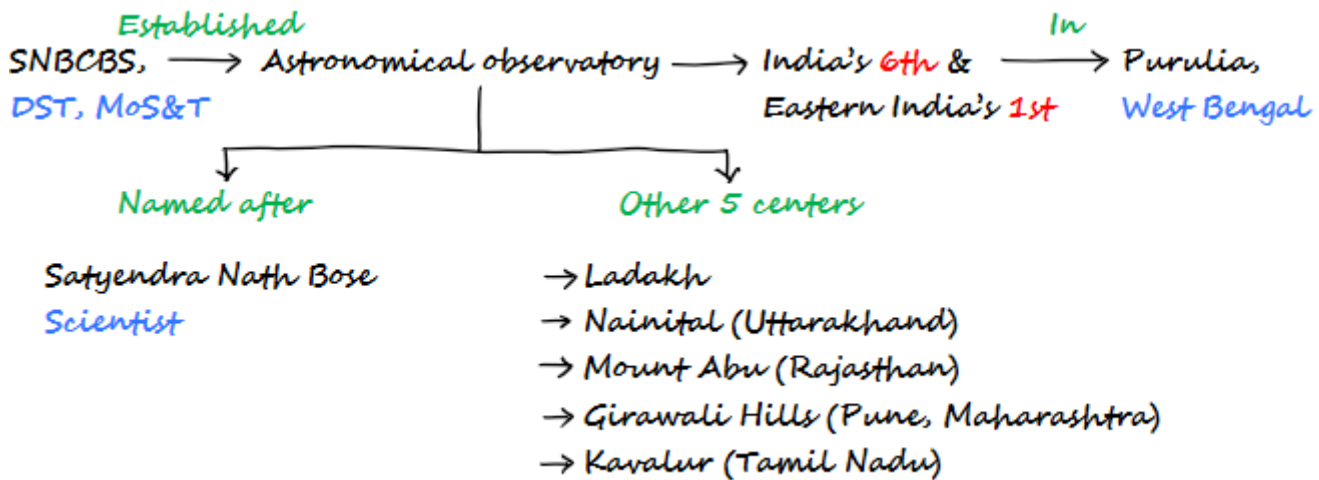 Established In
SNBCBS, → Astronomical observatory → India's 6th & → Purulia,
DST, MoS&T Eastern India's 1st West Bengal
Named after Other 5 centers
Satyendra Nath Bose → Ladakh
Scientist → Nainital (Uttarakhand)
→ Mount Abu (Rajasthan)
→ Girawali Hills (Pune, Maharashtra)
→ Kavalur (Tamil Nadu)